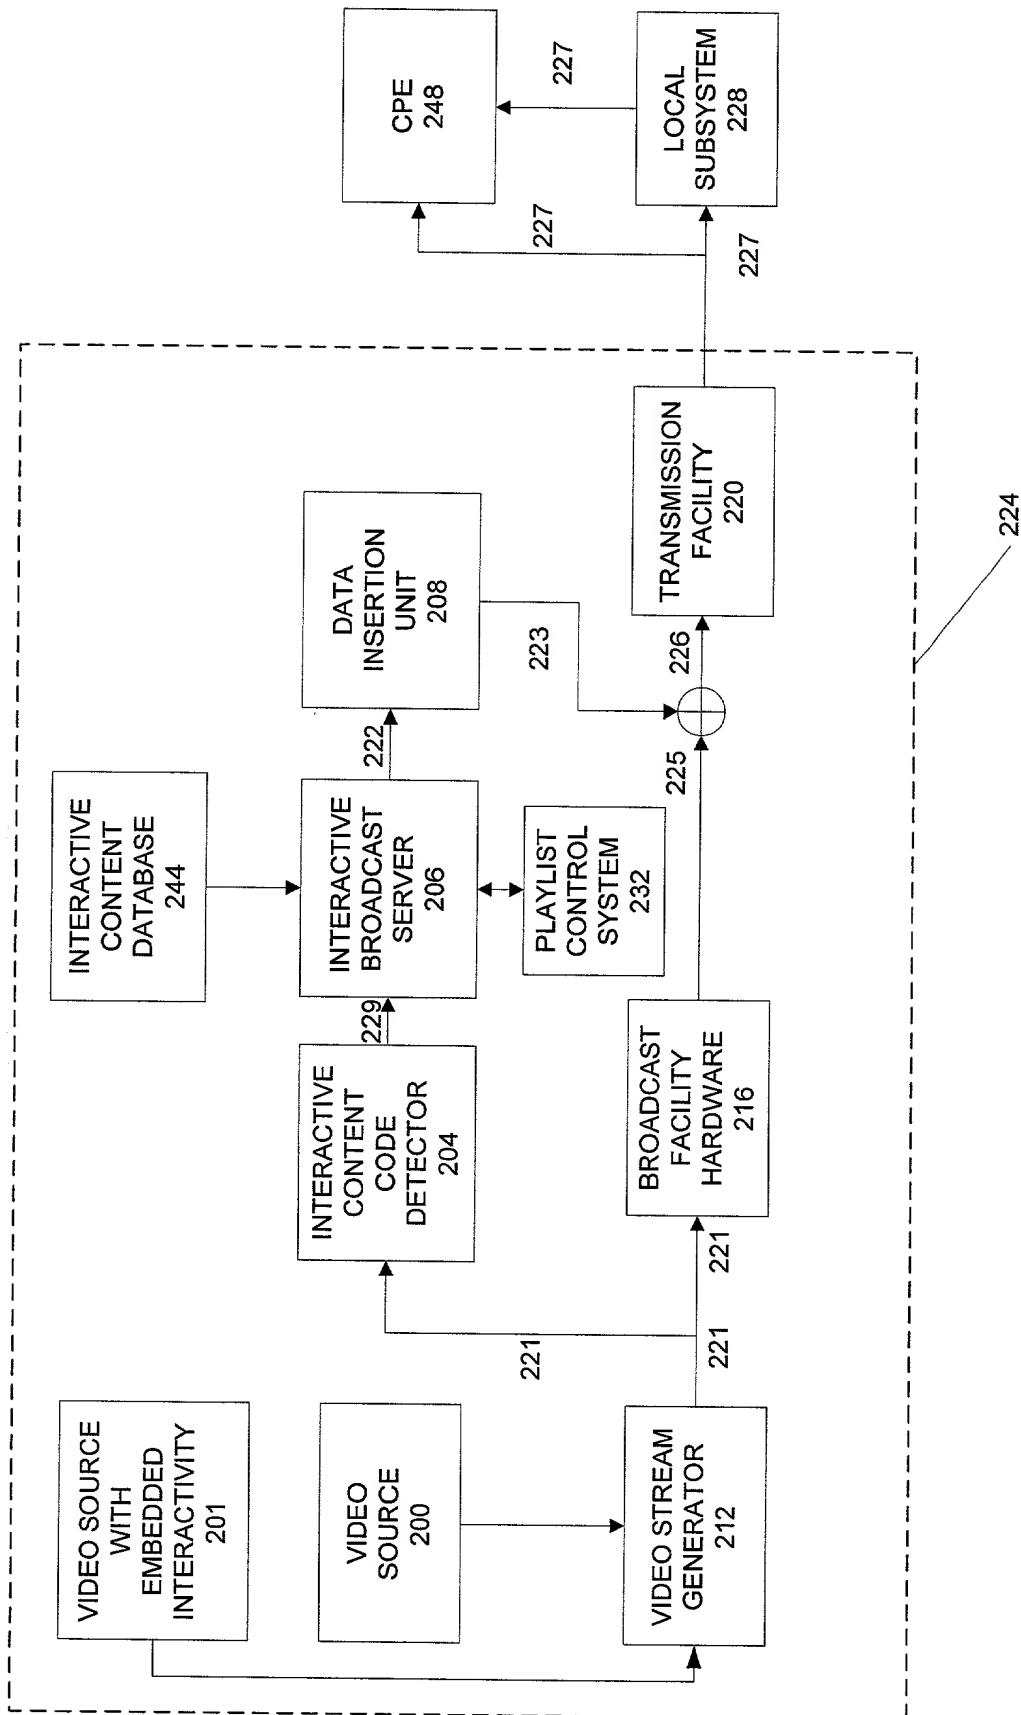 VIDEO SOURCE
WITH
EMBEDDED
INTERACTIVITY
201
VIDEO
SOURCE
200
VIDEO STREAM
GENERATOR
212
221
221
221
INTERACTIVE
CONTENT
CODE
DETECTOR
204
229
INTERACTIVE
CONTENT
DATABASE
244
INTERACTIVE
BROADCAST
SERVER
206
222
DATA
INSERTION
UNIT
208
223
PLAYLIST
CONTROL
SYSTEM
232
BROADCAST
FACILITY
HARDWARE
216
225
226
TRANSMISSION
FACILITY
220
224
227
227
227
CPE
248
LOCAL
SUBSYSTEM
228